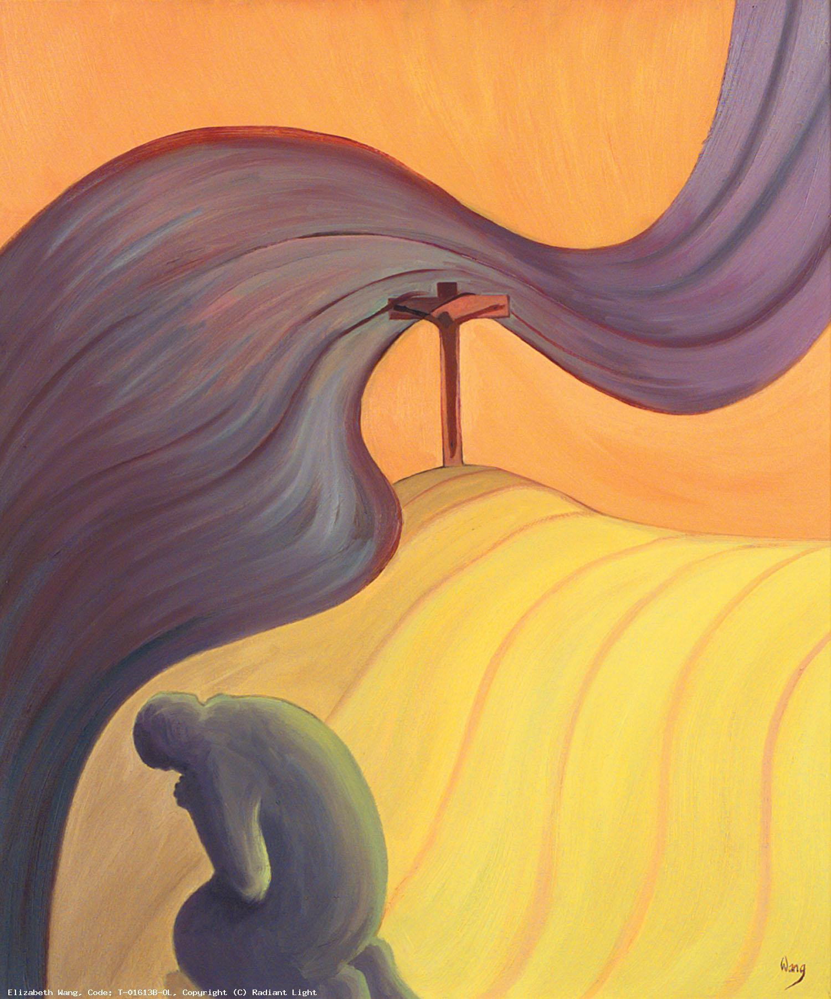 Wang
Elizabeth Wang, Code: T-01613B-OL, Copyright (C) Radiant Light